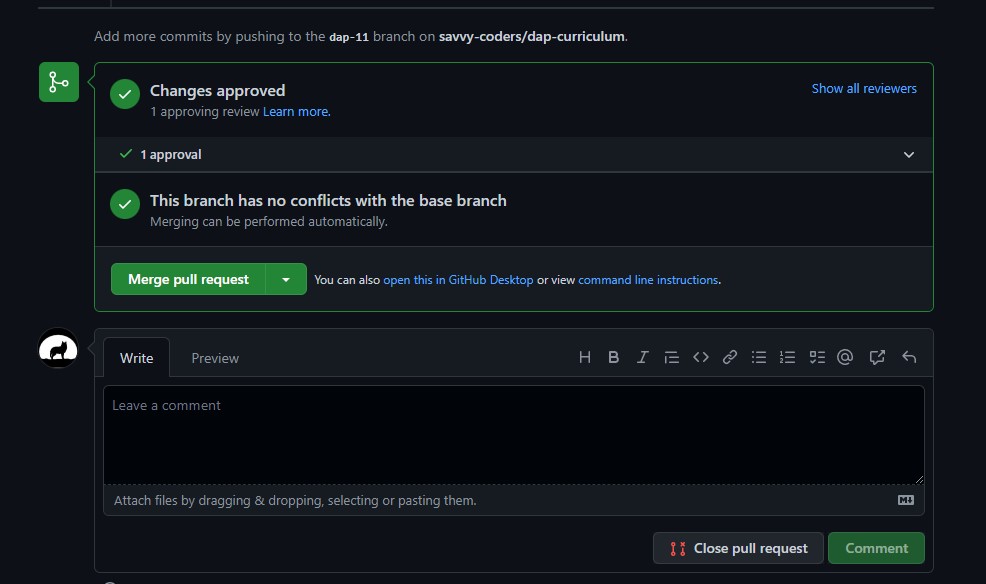 Add more commits by pushing to the dap-11 branch on savvy-coders/dap-curriculum.
Changes approved
Show all reviewers
1 approving review Learn more.
1 approval
This branch has no conflicts with the base branch
Merging can be performed automatically.
Merge pull request
You can also open this in GitHub Desktop or view command line instructions.
Write
Preview
Leave a comment
Attach files by dragging & dropping, selecting or pasting them.
Close pull request
Comment